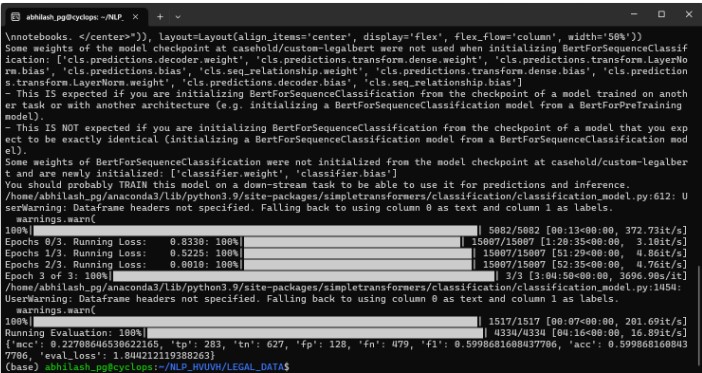 abhilash_pg@cyclops: ~/NLP_
\nnotebooks. </center>")), layout=Layout(align_items='center', display='flex', flex_flow='column', width='50%'))
Some weights of the model checkpoint at casehold/custom-legalbert were not used when initializing BertForSequenceClassif
ication: ['cls.predictions.decoder.weight', 'cls.predictions.transform.dense.weight', 'cls.predictions.transform.LayerNo
rm.bias', 'cls.predictions.bias', 'cls.seq_relationship.weight', 'cls.predictions.transform.dense.bias', 'cls.prediction
s.transform.LayerNorm.weight', 'cls.predictions.decoder.bias', 'cls.seq_relationship.bias']
- This IS expected if you are initializing BertForSequenceClassification from the checkpoint of a model trained on anoth
er task or with another architecture (e.g. initializing a BertForSequenceClassification model from a BertForPreTraining
model).
- This IS NOT expected if you are initializing BertForSequenceClassification from the checkpoint of a model that you exp
ect to be exactly identical (initializing a BertForSequenceClassification model from a BertForSequenceClassification mod
el).
Some weights of BertForSequenceClassification were not initialized from the model checkpoint at casehold/custom-legalber
t and are newly initialized: ['classifier.weight', 'classifier.bias']
You should probably TRAIN this model on a down-stream task to be able to use it for predictions and inference.
/home/abhilash_pg/anaconda3/lib/python3.9/site-packages/simpletransformers/classification/classification_model.py:612: U
serWarning: Dataframe headers not specified. Falling back to using column 0 as text and column 1 as labels.
warnings.warn(
100%| | 5082/5082 [00:13<00:00, 372.73it/s]
Epochs 0/3. Running Loss: 0.8330: 100%| | 15007/15007 [1:20:35<00:00, 3.10it/s]
Epochs 1/3. Running Loss: 0.5225: 100%| | 15007/15007 [51:29<00:00, 4.86it/s]
Epochs 2/3. Running Loss: 0.0010: 100%| | 15007/15007 [52:35<00:00, 4.76it/s]
Epoch 3 of 3: 100%| | 3/3 [3:04:50<00:00, 3696.90s/it]
/home/abhilash_pg/anaconda3/lib/python3.9/site-packages/simpletransformers/classification/classification_model.py:1454:
UserWarning: Dataframe headers not specified. Falling back to using column 0 as text and column 1 as labels.
warnings.warn(
100%| | 1517/1517 [00:07<00:00, 201.69it/s]
Running Evaluation: 100%| | 4334/4334 [04:16<00:00, 16.89it/s]
{'mcc': 0.22708646530622165, 'tp': 283, 'tn': 627, 'fp': 128, 'fn': 479, 'f1': 0.5998681608437706, 'acc': 0.599868160843
7706, 'eval_loss': 1.844212119388263}
(base) abhilash_pg@cyclops:~/NLP_HVUVH/LEGAL_DATA$